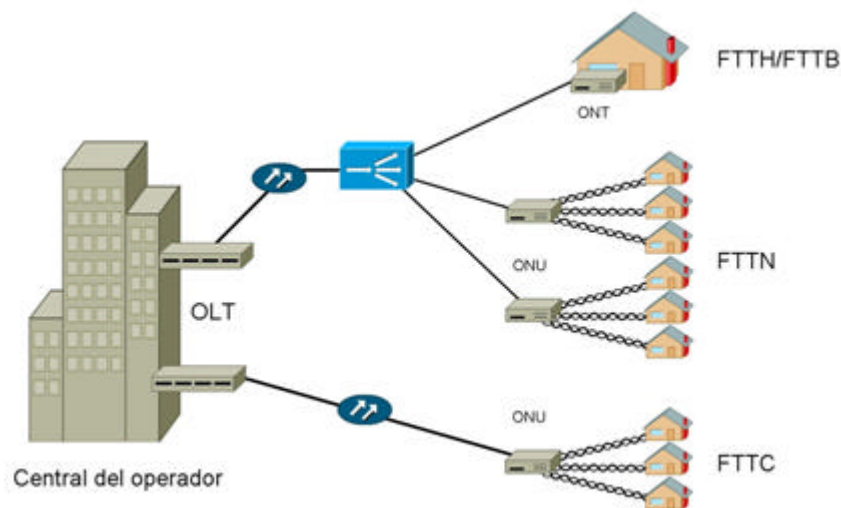 FTTH/FTTB
ONT
ONU
FTTN
OLT
ONU
FTTC
Central del operador